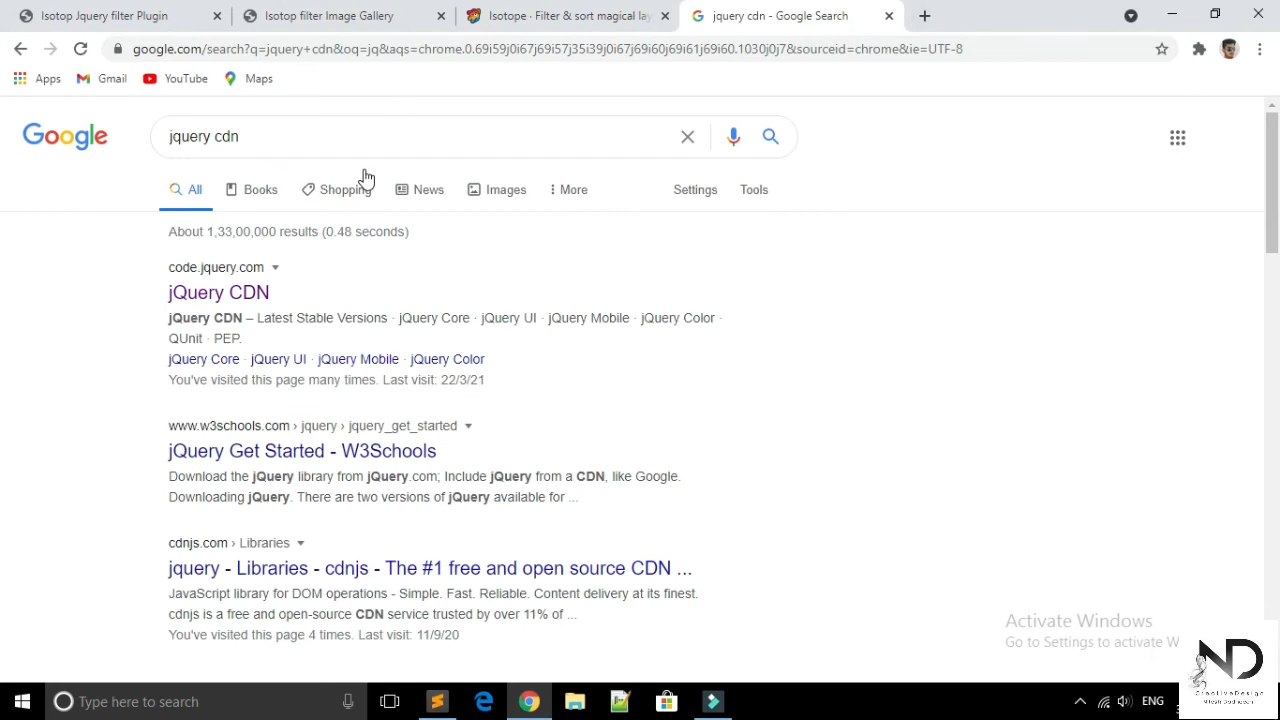 Isotop Jquery filter Plugin
Isotop filter Image Gallery
Isotope · Filter & sort magical lay
jquery cdn - Google Search
google.com/search?q=jquery+cdn&oq=jq&aqs=chrome.0.69i59j0i67j69i57j35i39j0i67j69i60j69i61j69i60.1030j0j7&sourceid=chrome&ie=UTF-8
Apps
Gmail
YouTube
Maps
Google
jquery cdn
All
Books
Shopping
News
Images
More
Settings
Tools
About 1,33,00,000 results (0.48 seconds)
code.jquery.com
jQuery CDN
jQuery CDN – Latest Stable Versions · jQuery Core · jQuery UI · jQuery Mobile · jQuery Color ·
QUnit · PEP.
jQuery Core · jQuery UI · jQuery Mobile · jQuery Color
You've visited this page many times. Last visit: 22/3/21
www.w3schools.com › jquery › jquery_get_started
jQuery Get Started - W3Schools
Download the jQuery library from jQuery.com; Include jQuery from a CDN, like Google.
Downloading jQuery. There are two versions of jQuery available for ...
cdnjs.com › Libraries
jquery - Libraries - cdnjs - The #1 free and open source CDN ...
JavaScript library for DOM operations - Simple. Fast. Reliable. Content delivery at its finest.
cdnjs is a free and open-source CDN service trusted by over 11% of ...
You've visited this page 4 times. Last visit: 11/9/20
Activate Windows
Go to Settings to activate W
ND
Type here to search
ENG